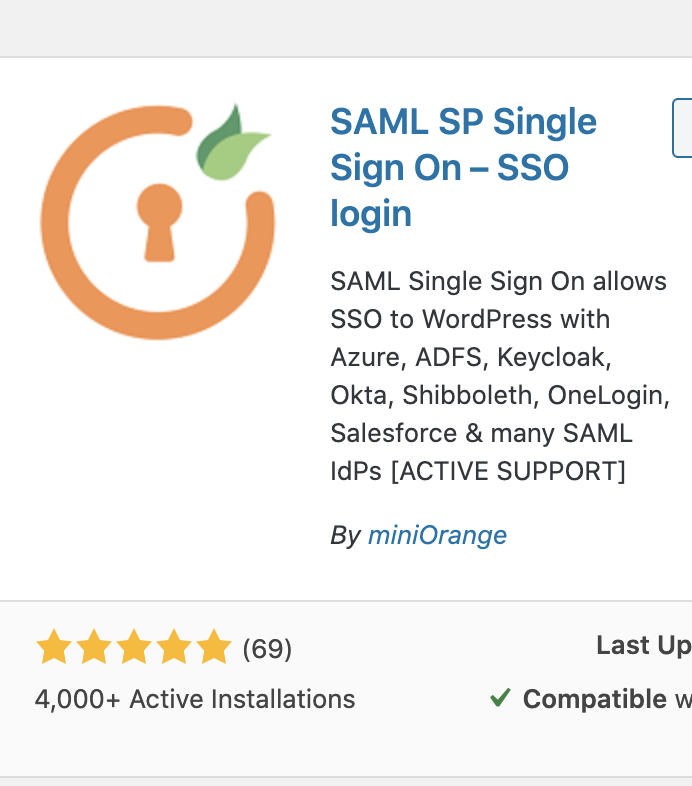 SAML SP Single
Sign On – SSO
login
SAML Single Sign On allows
SSO to WordPress with
Azure, ADFS, Keycloak,
Okta, Shibboleth, OneLogin,
Salesforce & many SAML
IdPs [ACTIVE SUPPORT]
By miniOrange
(69)
Last Up
4,000+ Active Installations
Compatible w